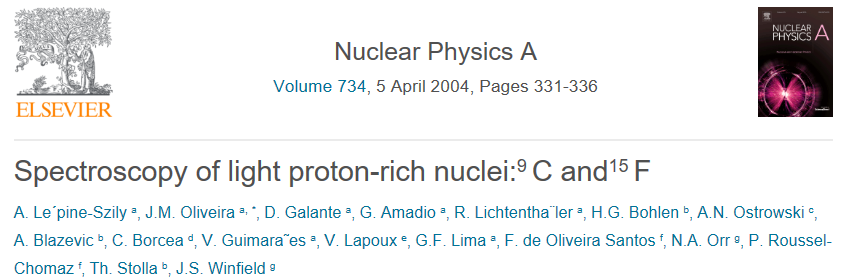 Nuclear Physics A
NUCLEAR
PHYSICS A
Volume 734, 5 April 2004, Pages 331-336
ELSEVIER
Spectroscopy of light proton-rich nuclei:⁹ C and¹⁵ F
A. Le´pine-Szily ᵃ, J.M. Oliveira ᵃ, *, D. Galante ᵃ, G. Amadio ᵃ, R. Lichtentha¨ler ᵃ, H.G. Bohlen ᵇ, A.N. Ostrowski ᶜ,
A. Blazevic ᵇ, C. Borcea ᵈ, V. Guimara˜es ᵃ, V. Lapoux ᵉ, G.F. Lima ᵃ, F. de Oliveira Santos ᶠ, N.A. Orr ᵍ, P. Roussel-
Chomaz ᶠ, Th. Stolla ᵇ, J.S. Winfield ᵍ